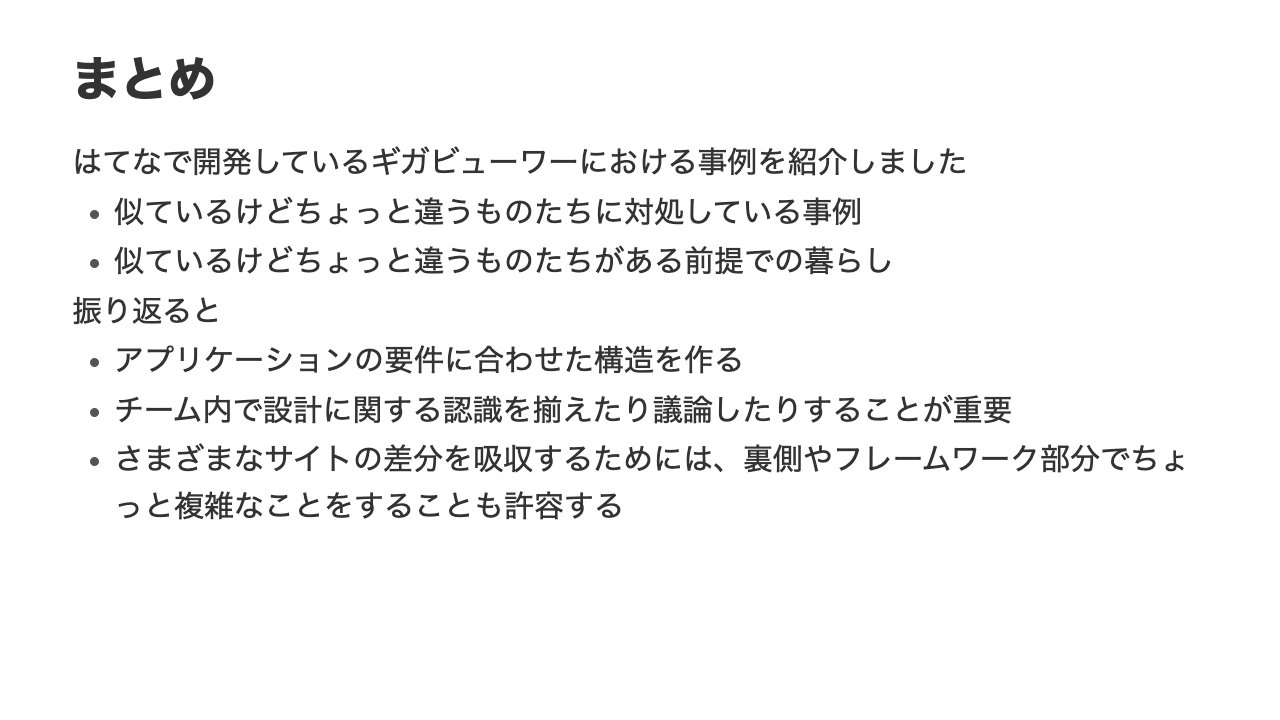 まとめ
はてなで開発しているギガビューワーにおける事例を紹介しました
• 似ているけどちょっと違うものたちに対処している事例
• 似ているけどちょっと違うものたちがある前提での暮らし
振り返ると
• アプリケーションの要件に合わせた構造を作る
• チーム内で設計に関する認識を揃えたり議論したりすることが重要
• さまざまなサイトの差分を吸収するためには、裏側やフレームワーク部分でちょ
っと複雑なことをすることも許容する